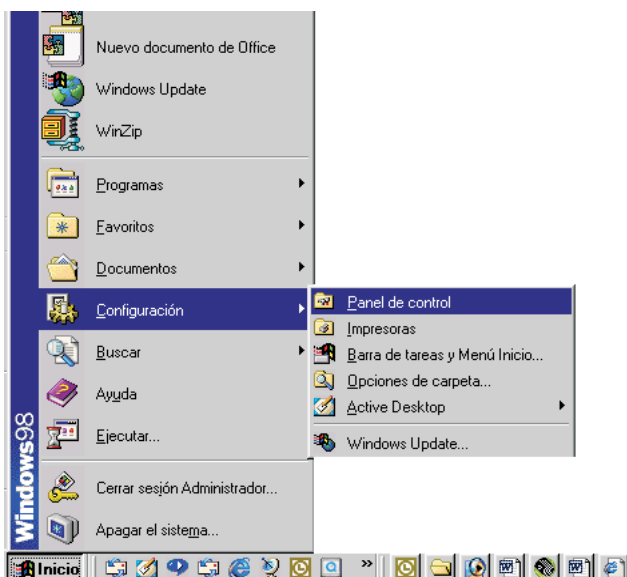 Nuevo documento de Office
Windows Update
WinZip
Programas
Favoritos
Documentos
Configuración
Buscar
Ayuda
Ejecutar...
Cerrar sesión Administrador...
Apagar el sistema...
Panel de control
Impresoras
Barra de tareas y Menú Inicio...
Opciones de carpeta...
Active Desktop
Windows Update...
Windows98
Inicio
»